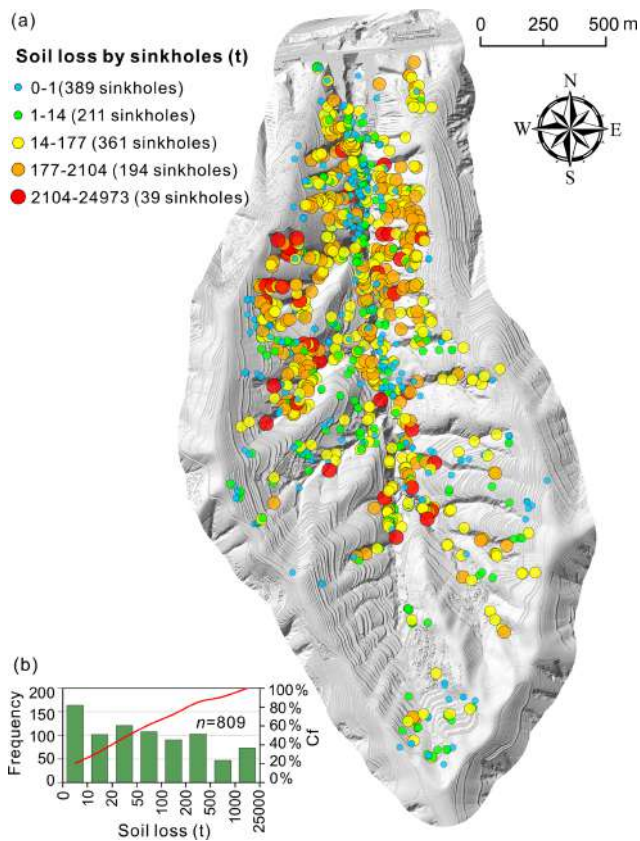 (a)
0 250 500 m
Soil loss by sinkholes (t)
0-1(389 sinkholes)
1-14 (211 sinkholes)
14-177 (361 sinkholes)
177-2104 (194 sinkholes)
2104-24973 (39 sinkholes)
N
W E
S
(b)
200 100%
150 80%
100 60%
50 40%
0 20%
0%
Frequency
Cf
n=809
0 10 20 50 100 200 500 1000 25000
Soil loss (t)